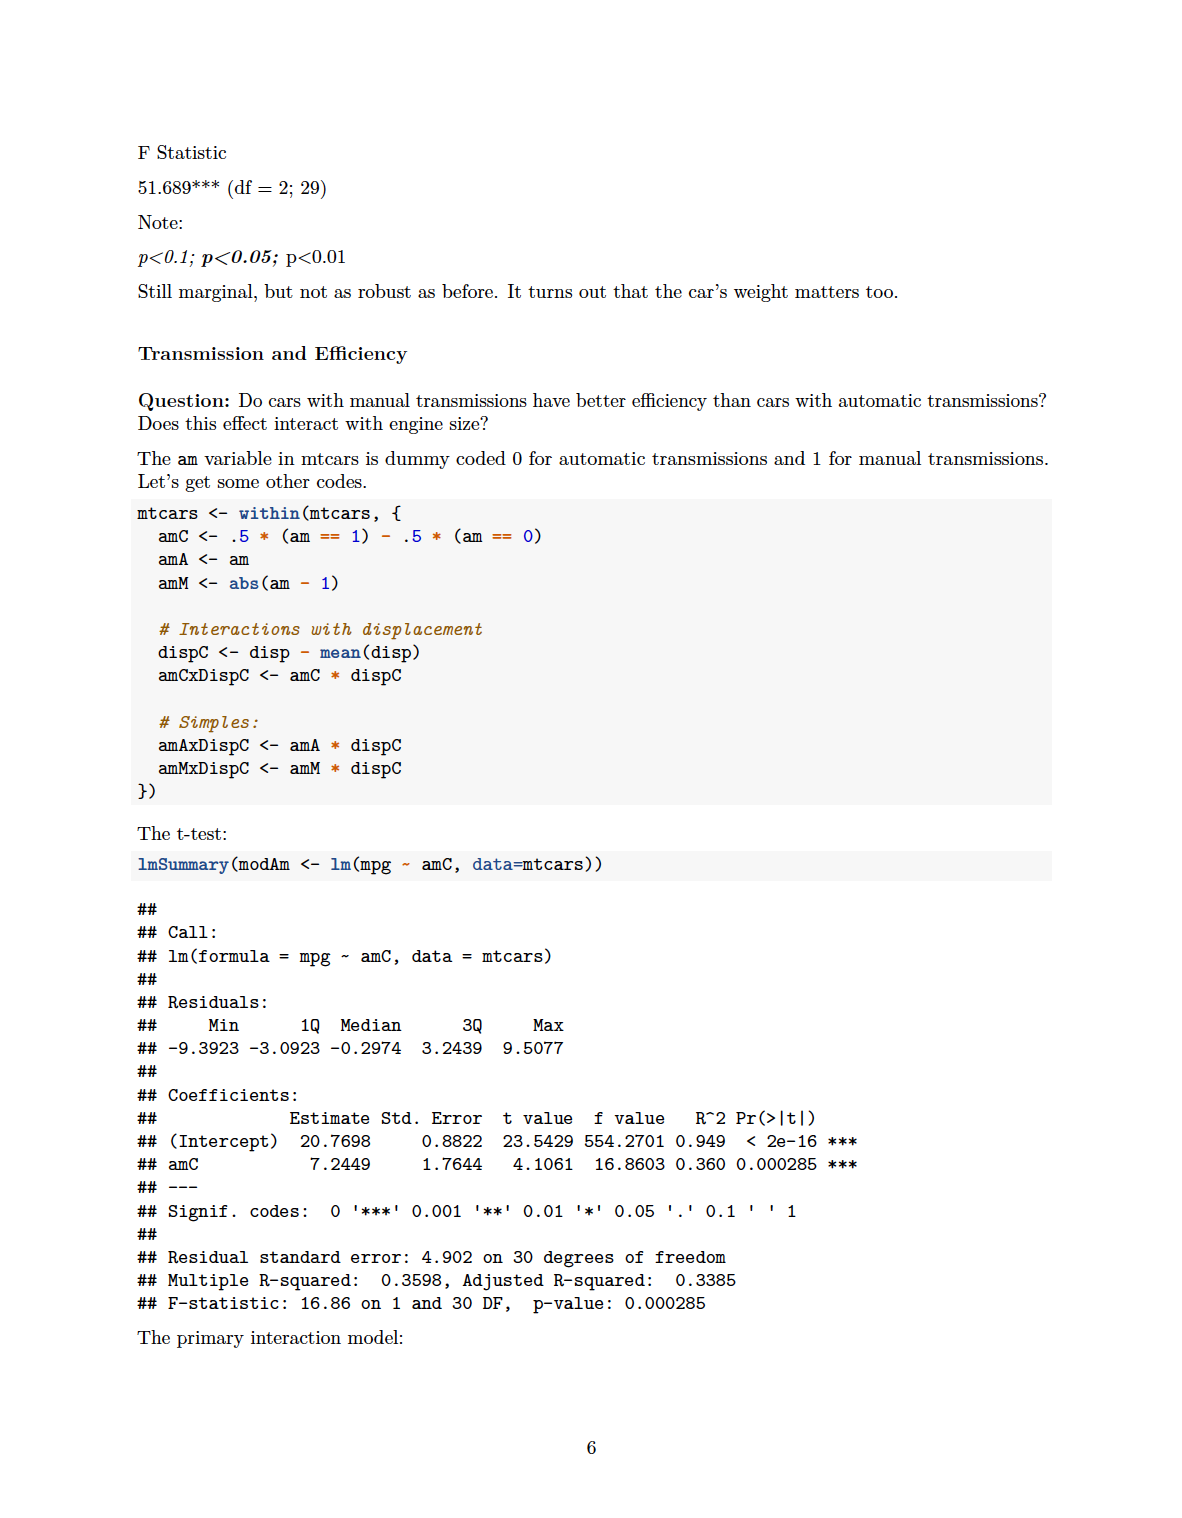 F Statistic
51.689*** (df = 2; 29)
Note:
p<0.1; p<0.05; p<0.01
Still marginal, but not as robust as before. It turns out that the car's weight matters too.
Transmission and Efficiency
Question: Do cars with manual transmissions have better efficiency than cars with automatic transmissions?
Does this effect interact with engine size?
The am variable in mtcars is dummy coded 0 for automatic transmissions and 1 for manual transmissions.
Let's get some other codes.
mtcars <- within(mtcars, {
  amC <- .5 * (am == 1) - .5 * (am == 0)
  amA <- am
  amM <- abs(am - 1)
  # Interactions with displacement
  dispC <- disp - mean(disp)
  amCxDispC <- amC * dispC
  # Simples:
  amAxDispC <- amA * dispC
  amMxDispC <- amM * dispC
})
The t-test:
lmSummary(modAm <- lm(mpg ~ amC, data=mtcars))
##
## Call:
## lm(formula = mpg ~ amC, data = mtcars)
##
## Residuals:
##     Min      1Q  Median      3Q     Max
## -9.3923 -3.0923 -0.2974  3.2439  9.5077
##
## Coefficients:
##             Estimate Std. Error  t value  f value   R^2 Pr(>|t|)
## (Intercept)  20.7698     0.8822  23.5429 554.2701 0.949  < 2e-16 ***
## amC           7.2449     1.7644   4.1061  16.8603 0.360 0.000285 ***
## ---
## Signif. codes:  0 '***' 0.001 '**' 0.01 '*' 0.05 '.' 0.1 ' ' 1
##
## Residual standard error: 4.902 on 30 degrees of freedom
## Multiple R-squared:  0.3598, Adjusted R-squared:  0.3385
## F-statistic: 16.86 on 1 and 30 DF,  p-value: 0.000285
The primary interaction model:
6